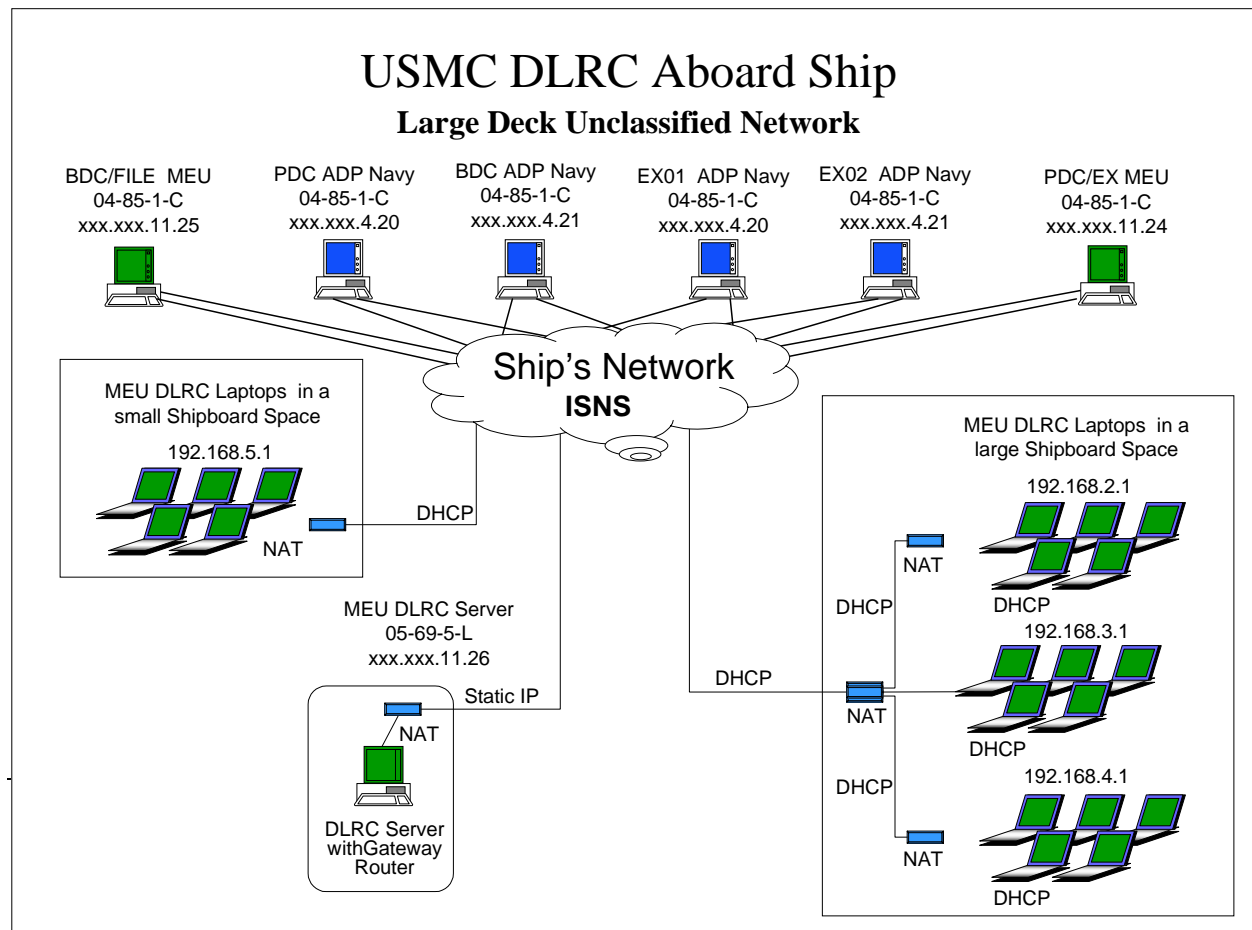 USMC DLRC Aboard Ship
Large Deck Unclassified Network
BDC/FILE MEU
04-85-1-C
xxx.xxx.11.25
PDC ADP Navy
04-85-1-C
xxx.xxx.4.20
BDC ADP Navy
04-85-1-C
xxx.xxx.4.21
EX01 ADP Navy
04-85-1-C
xxx.xxx.4.20
EX02 ADP Navy
04-85-1-C
xxx.xxx.4.21
PDC/EX MEU
04-85-1-C
xxx.xxx.11.24
Ship's Network
ISNS
MEU DLRC Laptops in a
small Shipboard Space
192.168.5.1
NAT
DHCP
MEU DLRC Server
05-69-5-L
xxx.xxx.11.26
Static IP
NAT
DLRC Server
withGateway
Router
DHCP
MEU DLRC Laptops in a
large Shipboard Space
192.168.2.1
NAT
DHCP
DHCP
192.168.3.1
NAT
DHCP
DHCP
192.168.4.1
NAT
DHCP